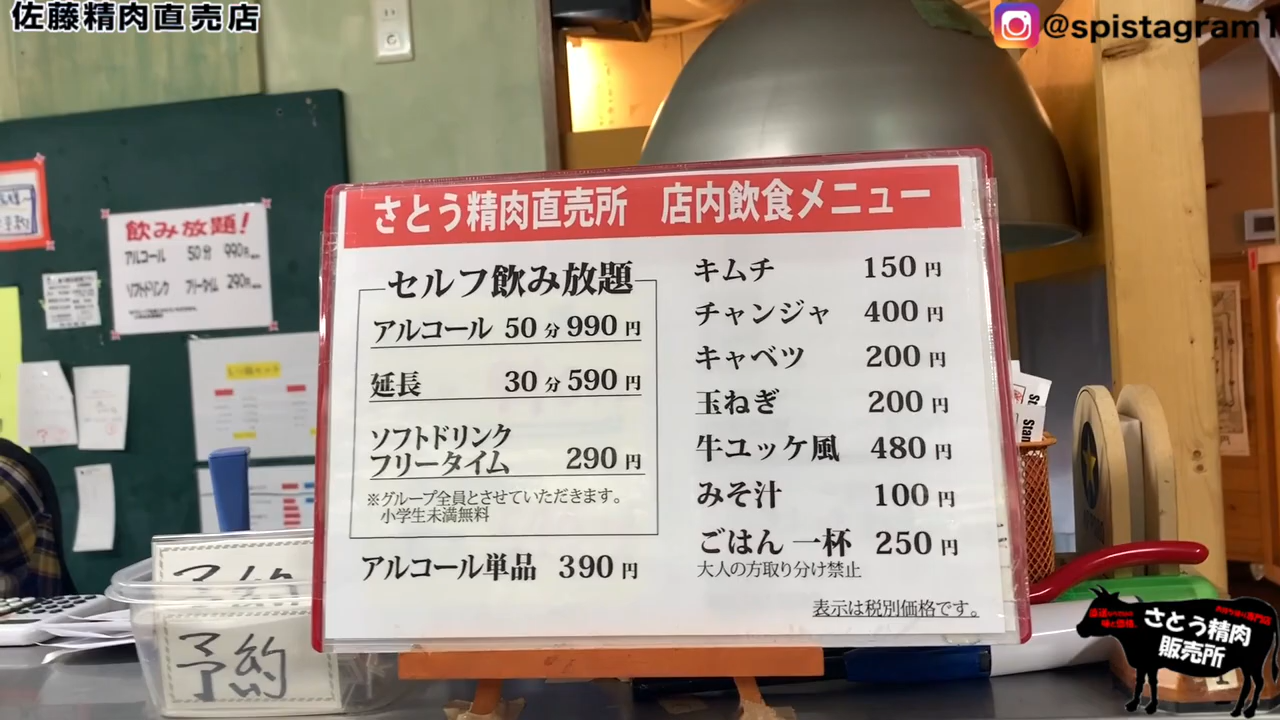 佐藤精肉直売店
@spistagram
飲み放題!
アルコール 50分 990円
ソフトドリンク フリータイム 290円
さとう精肉直売所 店内飲食メニュー
セルフ飲み放題
アルコール 50分 990円
延長 30分 590円
ソフトドリンク
フリータイム 290円
※グループ全員とさせていただきます。
小学生未満無料
アルコール単品 390円
キムチ 150円
チャンジャ 400円
キャベツ 200円
玉ねぎ 200円
牛ユッケ風 480円
みそ汁 100円
ごはん 一杯 250円
大人の方取り分け禁止
表示は税別価格です。
予約
予約
さとう精肉
販売所